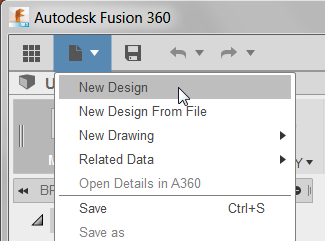 Autodesk Fusion 360
New Design
New Design From File
New Drawing
Related Data
Open Details in A360
Save Ctrl+S
Save as